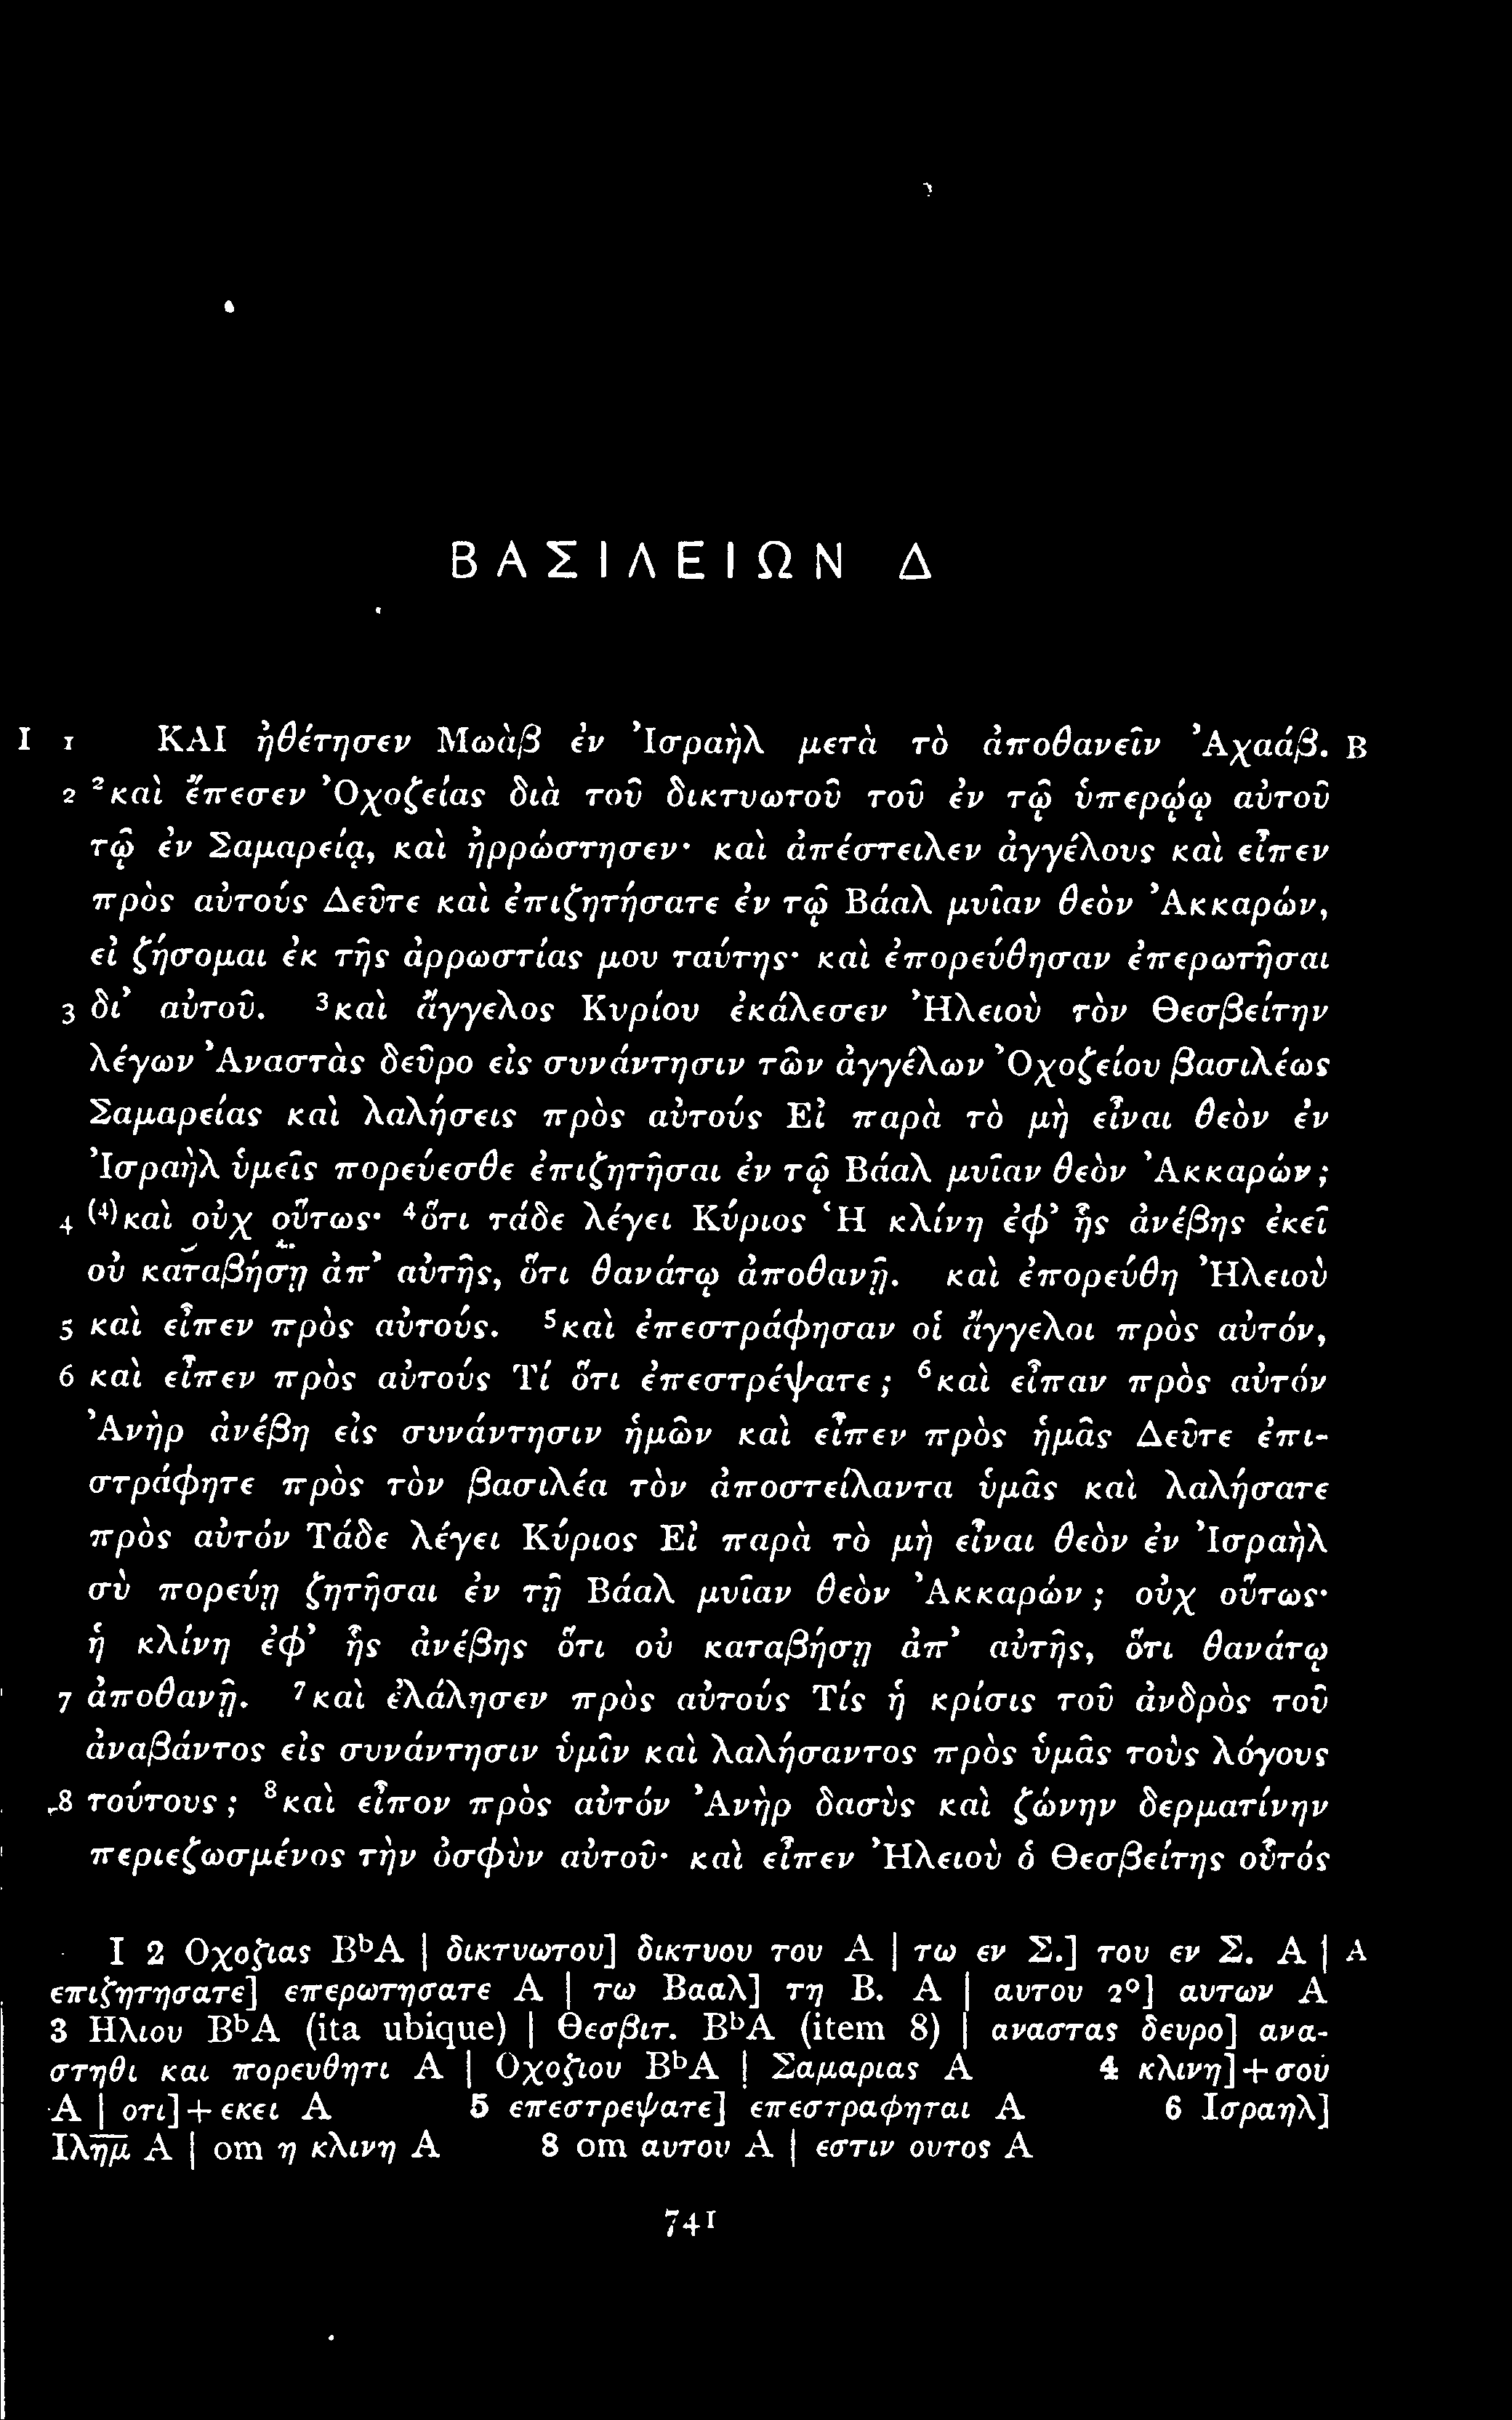 ΒΑΣΙΛΕΙΩΝ Δ
I 1 ΚΑΙ ἠθέτησεν Μωὰβ ἐν Ἰσραὴλ μετὰ τὸ ἀποθανεῖν Ἀχαάβ. B
2 ²καὶ ἔπεσεν Ὀχοζείας διὰ τοῦ δικτυωτοῦ τοῦ ἐν τῷ ὑπερῴῳ αὐτοῦ
τῷ ἐν Σαμαρείᾳ, καὶ ἠρρώστησεν· καὶ ἀπέστειλεν ἀγγέλους καὶ εἶπεν
πρὸς αὐτούς Δεῦτε καὶ ἐπιζητήσατε ἐν τῷ Βάαλ μυῖαν θεὸν Ἀκκαρών,
εἰ ζήσομαι ἐκ τῆς ἀρρωστίας μου ταύτης· καὶ ἐπορεύθησαν ἐπερωτῆσαι
3 δι’ αὐτοῦ. ³καὶ ἄγγελος Κυρίου ἐκάλεσεν Ἠλειοὺ τὸν Θεσβείτην
λέγων Ἀναστὰς δεῦρο εἰς συνάντησιν τῶν ἀγγέλων Ὀχοζείου βασιλέως
Σαμαρείας καὶ λαλήσεις πρὸς αὐτούς Εἰ παρὰ τὸ μὴ εἶναι θεὸν ἐν
Ἰσραὴλ ὑμεῖς πορεύεσθε ἐπιζητῆσαι ἐν τῷ Βάαλ μυῖαν θεὸν Ἀκκαρών;
4 ⁽⁴⁾καὶ οὐχ οὕτως· ⁴ὅτι τάδε λέγει Κύριος Ἡ κλίνη ἐφ’ ἧς ἀνέβης ἐκεῖ
οὐ καταβήσῃ ἀπ’ αὐτῆς, ὅτι θανάτῳ ἀποθανῇ. καὶ ἐπορεύθη Ἠλειοὺ
5 καὶ εἶπεν πρὸς αὐτούς. ⁵καὶ ἐπεστράφησαν οἱ ἄγγελοι πρὸς αὐτόν,
6 καὶ εἶπεν πρὸς αὐτούς Τί ὅτι ἐπεστρέψατε; ⁶καὶ εἶπαν πρὸς αὐτόν
Ἀνὴρ ἀνέβη εἰς συνάντησιν ἡμῶν καὶ εἶπεν πρὸς ἡμᾶς Δεῦτε ἐπι-
στράφητε πρὸς τὸν βασιλέα τὸν ἀποστείλαντα ὑμᾶς καὶ λαλήσατε
πρὸς αὐτόν Τάδε λέγει Κύριος Εἰ παρὰ τὸ μὴ εἶναι θεὸν ἐν Ἰσραὴλ
σὺ πορεύῃ ζητῆσαι ἐν τῇ Βάαλ μυῖαν θεὸν Ἀκκαρών; οὐχ οὕτως·
ἡ κλίνη ἐφ’ ἧς ἀνέβης ὅτι οὐ καταβήσῃ ἀπ’ αὐτῆς, ὅτι θανάτῳ
7 ἀποθανῇ. ⁷καὶ ἐλάλησεν πρὸς αὐτούς Τίς ἡ κρίσις τοῦ ἀνδρὸς τοῦ
ἀναβάντος εἰς συνάντησιν ὑμῖν καὶ λαλήσαντος πρὸς ὑμᾶς τοὺς λόγους
8 τούτους; ⁸καὶ εἶπον πρὸς αὐτόν Ἀνὴρ δασὺς καὶ ζώνην δερματίνην
περιεζωσμένος τὴν ὀσφὺν αὐτοῦ· καὶ εἶπεν Ἠλειοὺ ὁ Θεσβείτης οὗτός
I 2 Οχοζιας BᵇA | δικτυωτου] δικτυου του A | τω εν Σ.] του εν Σ. A | A
επιζητησατε] επερωτησατε A | τω Βααλ] τη Β. A | αυτου 2°] αυτων A
3 Ηλιου BᵇA (ita ubique) | Θεσβιτ. BᵇA (item 8) | αναστας δευρο] ανα-
στηθι και πορευθητι A | Οχοζιου BᵇA | Σαμαριας A 4 κλινη]+σου
A | οτι]+εκει A 5 επεστρεψατε] επεστραφηται A 6 Ισραηλ]
Ιλη̅μ̅ A | om η κλινη A 8 om αυτου A | εστιν ουτος A
741